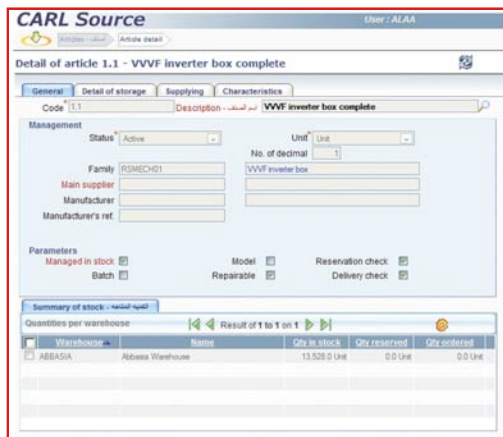 CARL Source
User : ALAA
Articles - اصناف
Article detail
Detail of article 1.1 - VVVF inverter box complete
General Detail of storage Supplying Characteristics
Code * 1.1 Description - اسم الصنف * VVVF inverter box complete
Management
Status * Active Unit * Unit
No. of decimal 1
Family RSMECH01 VVVF inverter box
Main supplier
Manufacturer
Manufacturer's ref.
Parameters
Managed in stock Model Reservation check
Batch Repairable Delivery check
Summary of stock -
Quantities per warehouse Result of 1 to 1 on 1
Warehouse Name Qty in stock Qty reserved Qty ordered
ABBASIA Abbasia Warehouse 13,528.0 Unit 0.0 Unit 0.0 Unit